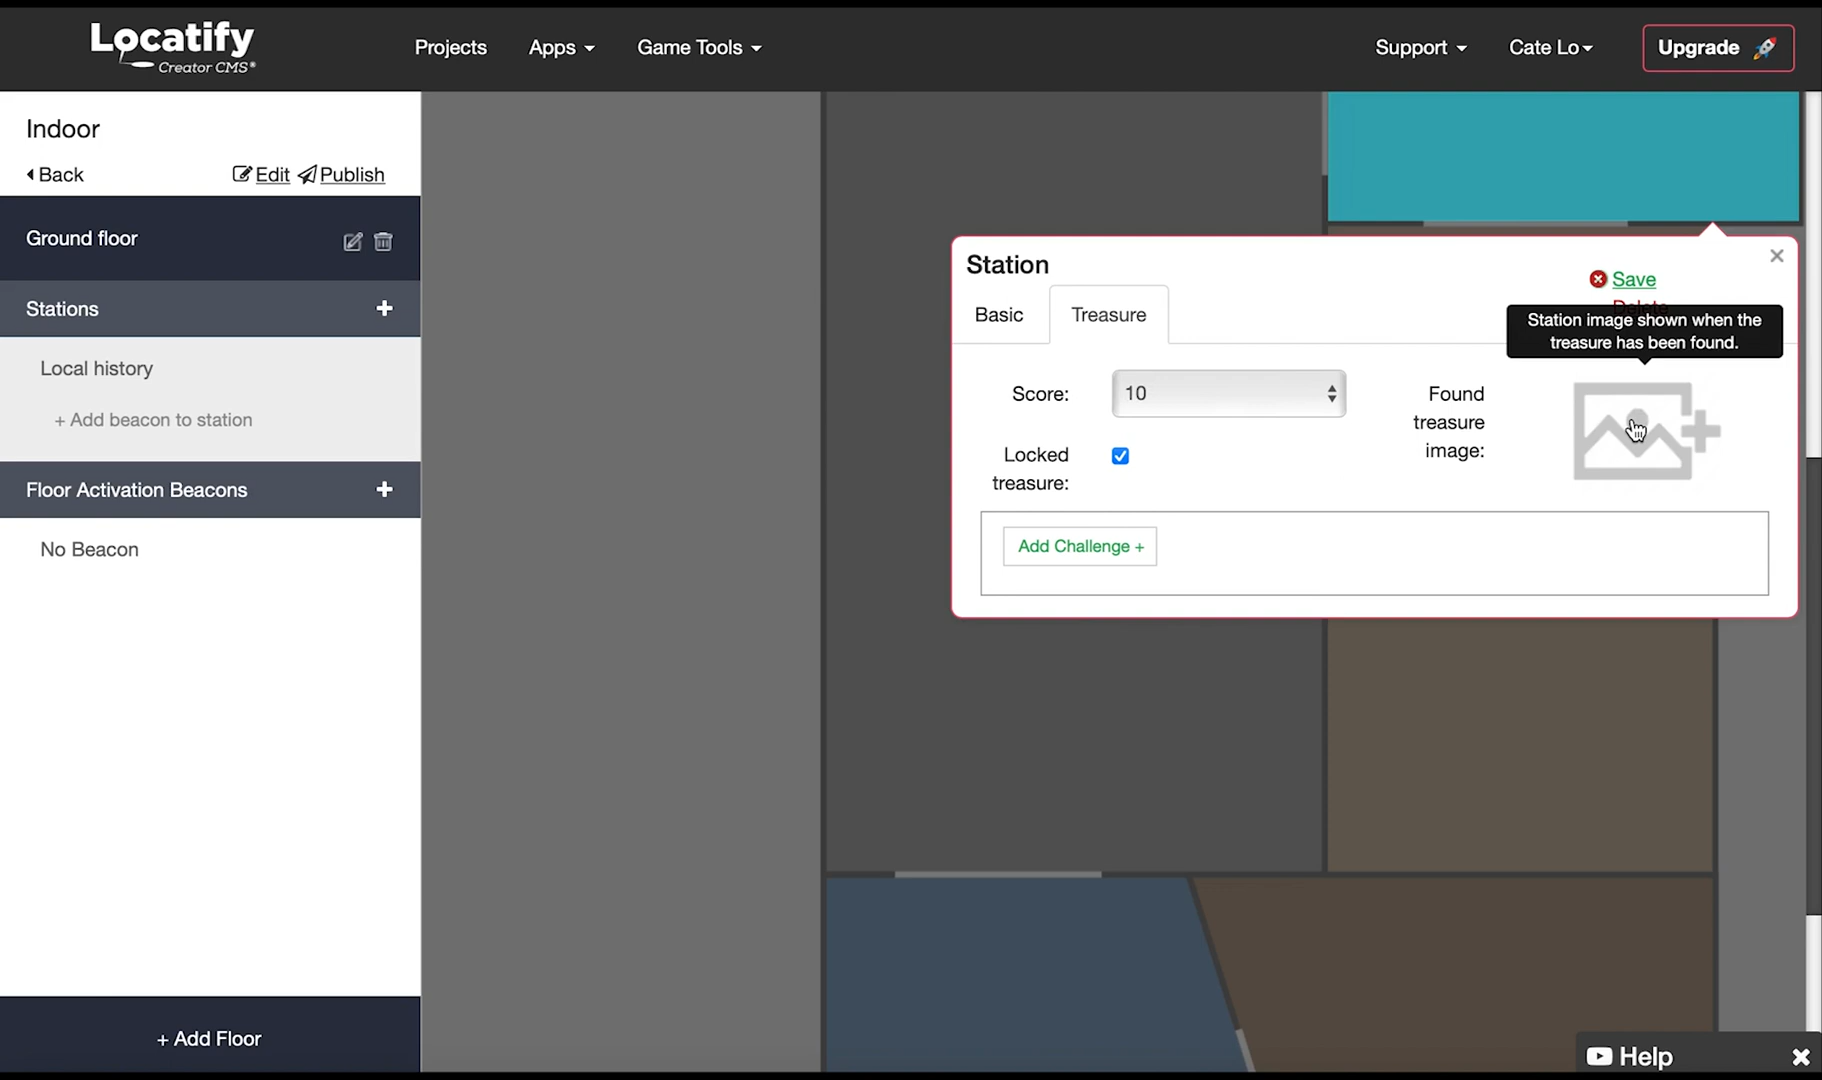 Locatify
Creator CMS®
Projects
Apps
Game Tools
Support
Cate Lo
Upgrade
Indoor
Back
Edit
Publish
Ground floor
Stations
+
Local history
+ Add beacon to station
Floor Activation Beacons
+
No Beacon
+ Add Floor
Station
Save
Delete
Basic
Treasure
Station image shown when the
treasure has been found.
Score:
10
Found
treasure
image:
Locked
treasure:
Add Challenge +
Help